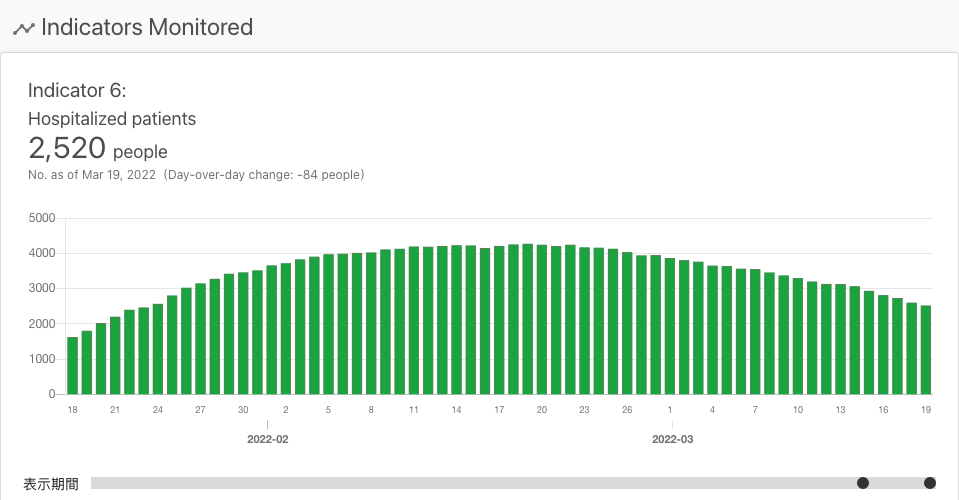 Indicators Monitored
Indicator 6:
Hospitalized patients
2,520 people
No. as of Mar 19, 2022（Day-over-day change: -84 people）
5000
4000
3000
2000
1000
0
18 21 24 27 30 2 5 8 11 14 17 20 23 26 1 4 7 10 13 16 19
2022-02 2022-03
表示期間